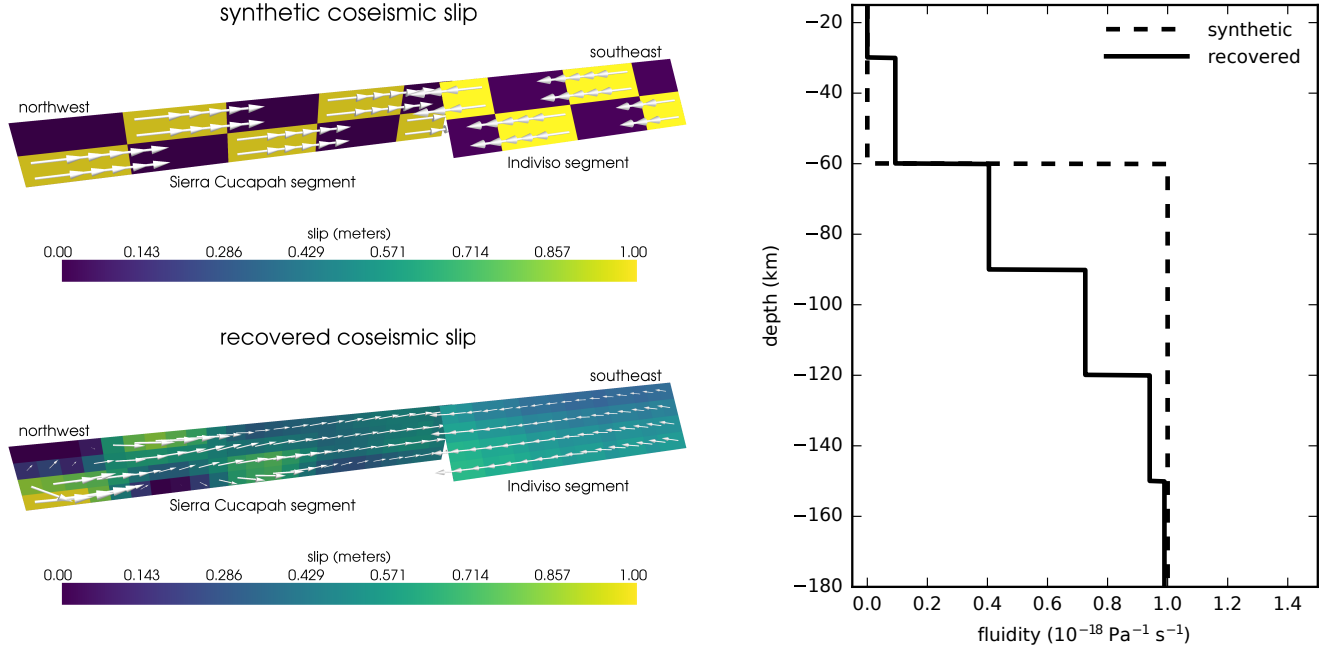 synthetic coseismic slip
southeast
northwest
Indiviso segment
Sierra Cucapah segment
slip (meters)
0.00 0.143 0.286 0.429 0.571 0.714 0.857 1.00
recovered coseismic slip
southeast
northwest
Indiviso segment
Sierra Cucapah segment
slip (meters)
0.00 0.143 0.286 0.429 0.571 0.714 0.857 1.00
synthetic
recovered
−20
−40
−60
−80
−100
−120
−140
−160
−180
depth (km)
0.0 0.2 0.4 0.6 0.8 1.0 1.2 1.4
fluidity (10⁻¹⁸ Pa⁻¹ s⁻¹)